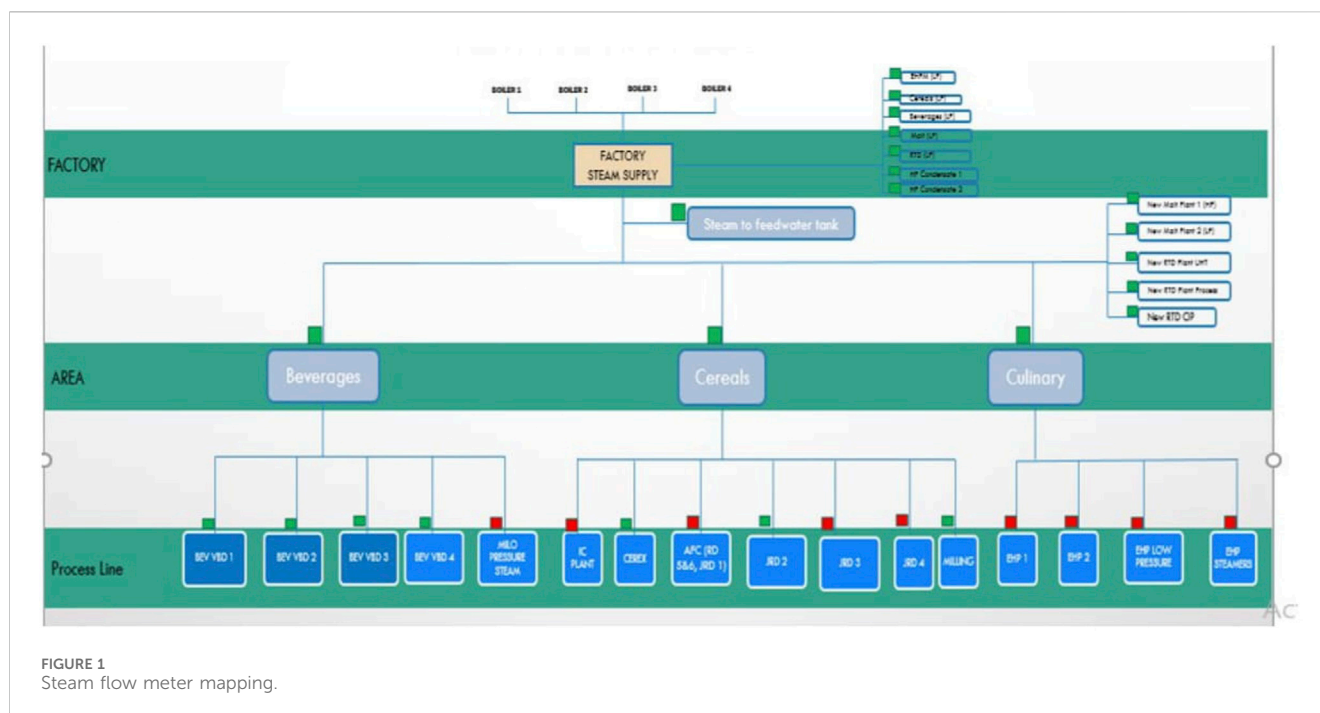 BOILER 1
BOILER 2
BOILER 3
BOILER 4
EHPM (LP)
Cereals (LP)
Beverages (LP)
Malt (LP)
RTD (LP)
HP Condensate 1
HP Condensate 2
FACTORY
FACTORY
STEAM SUPPLY
Steam to feedwater tank
New Malt Plant 1 (HP)
New Malt Plant 2 (LP)
New RTD Plant UHT
New RTD Plant Process
New RTD CIP
AREA
Beverages
Cereals
Culinary
Process Line
BEV VBD 1
BEV VBD 2
BEV VBD 3
BEV VBD 4
MILO
PRESSURE
STEAM
IC
PLANT
CEREX
AFC (RD
5&6, JRD 1)
JRD 2
JRD 3
JRD 4
MILLING
EHP 1
EHP 2
EHP LOW
PRESSURE
EHP
STEAMERS
Ac
FIGURE 1
Steam flow meter mapping.